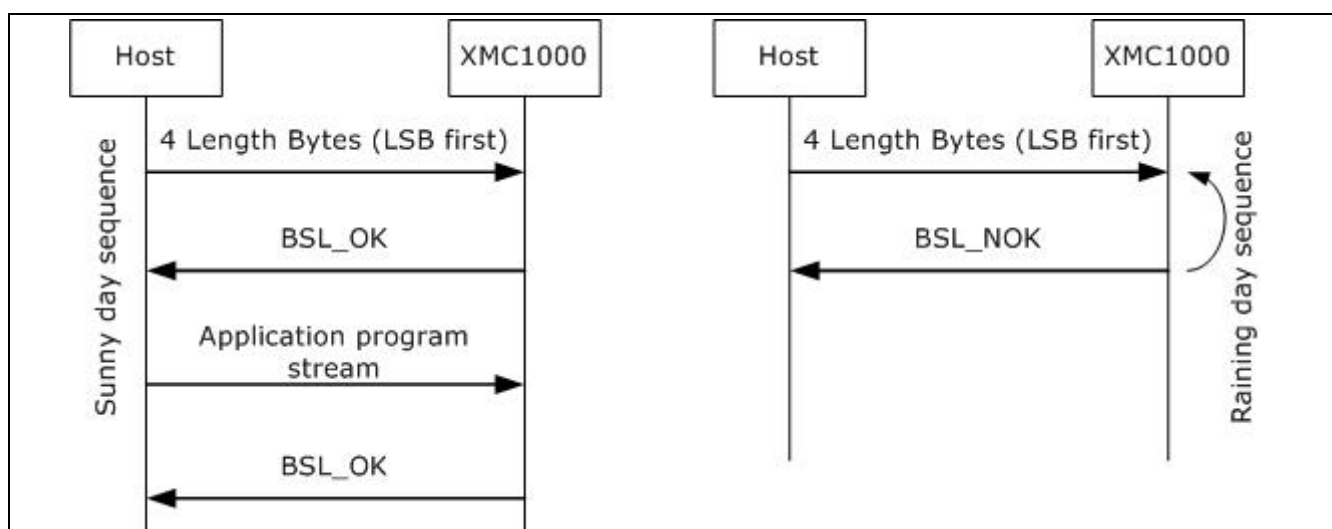 Host
XMC1000
Sunny day sequence
4 Length Bytes (LSB first)
BSL_OK
Application program
stream
BSL_OK
Host
XMC1000
4 Length Bytes (LSB first)
BSL_NOK
Raining day sequence